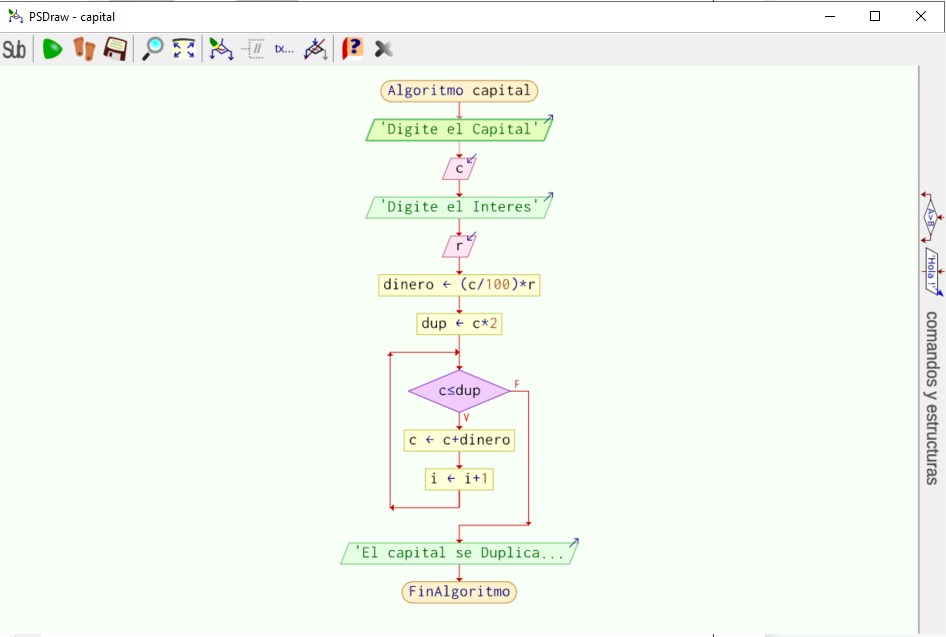 PSDraw - capital
Sub
//
tx...
?
Algoritmo capital
'Digite el Capital'
c
'Digite el Interes'
r
dinero ← (c/100)*r
dup ← c*2
c≤dup
F
V
c ← c+dinero
i ← i+1
'El capital se Duplica...
FinAlgoritmo
A>B
'Hola !'
comandos y estructuras